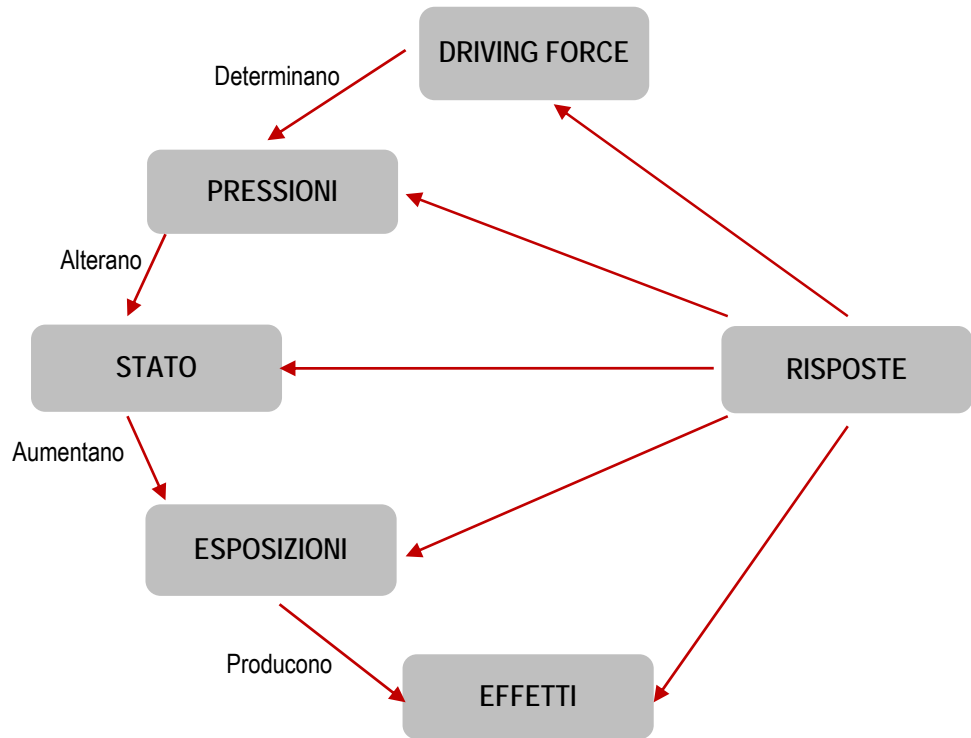 DRIVING FORCE
Determinano
PRESSIONI
Alterano
STATO
RISPOSTE
Aumentano
ESPOSIZIONI
Producono
EFFETTI